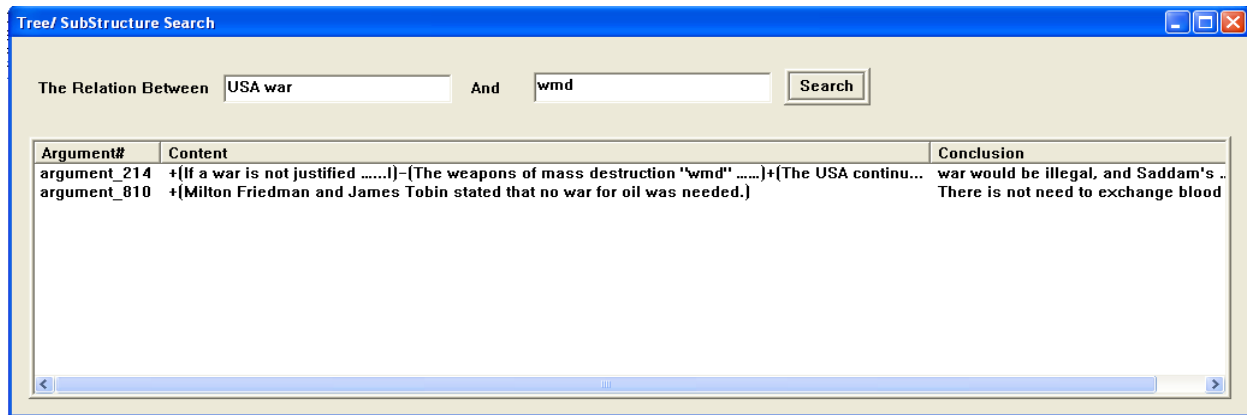 Tree/ SubStructure Search
The Relation Between USA war And wmd Search
Argument# Content Conclusion
argument_214 +(If a war is not justified ......l)-(The weapons of mass destruction "wmd" ......)+(The USA continu... war would be illegal, and Saddam's ..
argument_810 +(Milton Friedman and James Tobin stated that no war for oil was needed.) There is not need to exchange blood